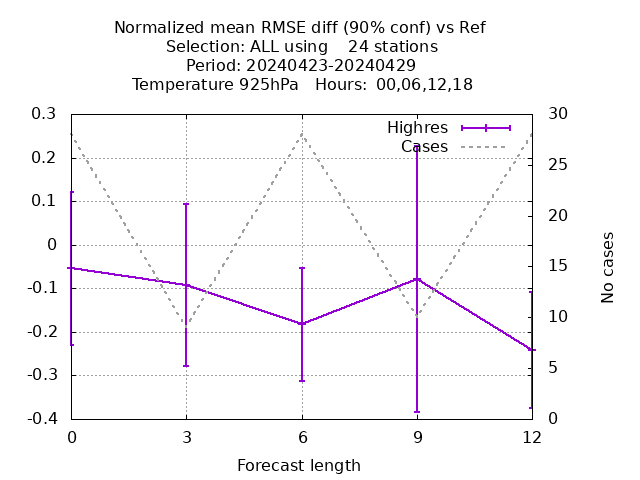 Normalized mean RMSE diff (90% conf) vs Ref
Selection: ALL using    24 stations
Period: 20240423-20240429
Temperature 925hPa   Hours:  00,06,12,18
Highres
Cases
0.3
0.2
0.1
0
-0.1
-0.2
-0.3
-0.4
30
25
20
15
10
5
0
No cases
0 3 6 9 12
Forecast length